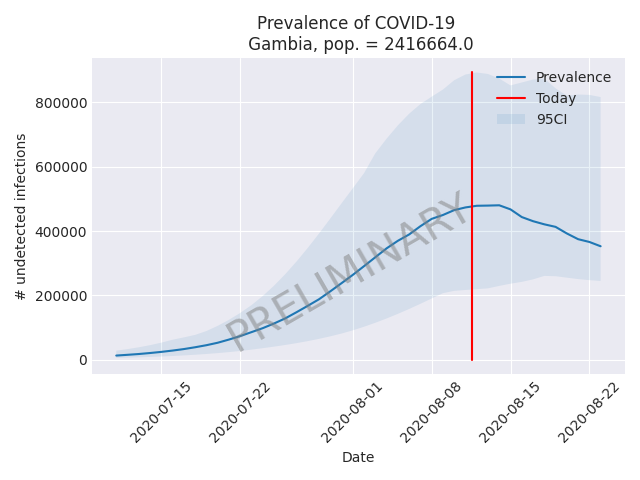 Prevalence of COVID-19
Gambia, pop. = 2416664.0
Prevalence
Today
95CI
800000
600000
400000
200000
0
# undetected infections
PRELIMINARY
2020-07-15
2020-07-22
2020-08-01
2020-08-08
2020-08-15
2020-08-22
Date